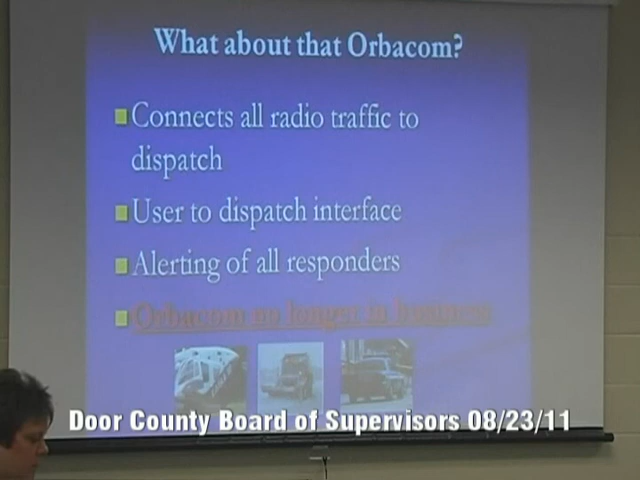 What about that Orbacom?
Connects all radio traffic to
dispatch
User to dispatch interface
Alerting of all responders
Orbacom no longer in business
Door County Board of Supervisors 08/23/11